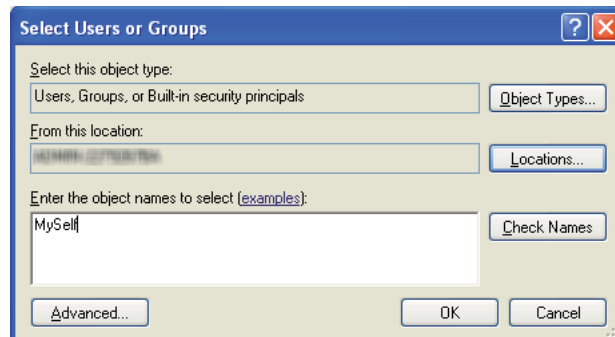 Select Users or Groups
Select this object type:
Users, Groups, or Built-in security principals
Object Types...
From this location:
Locations...
Enter the object names to select (examples):
MySelf
Check Names
Advanced...
OK
Cancel